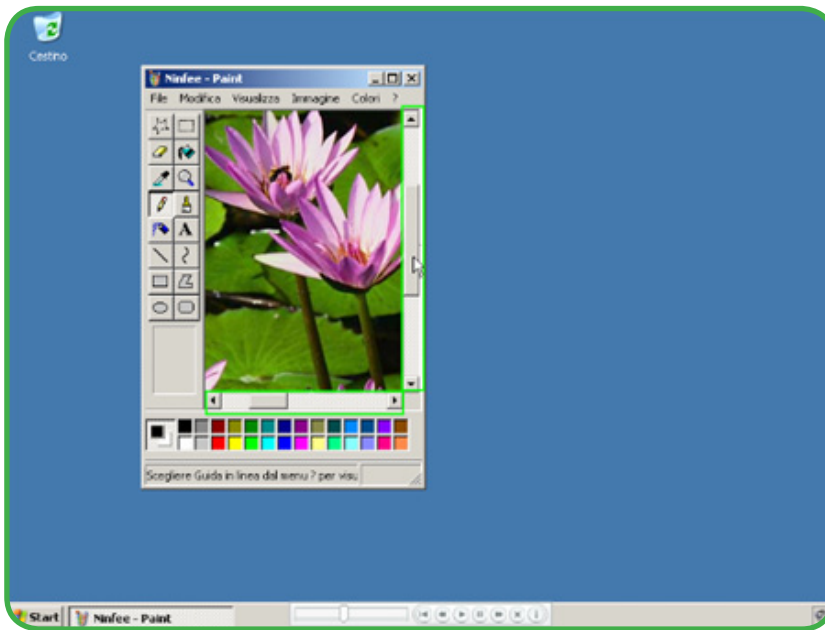 Cestino
Ninfee - Paint
File Modifica Visualizza Immagine Colori ?
A
Scegliere Guida in linea dal menu ? per visu
Start Ninfee - Paint